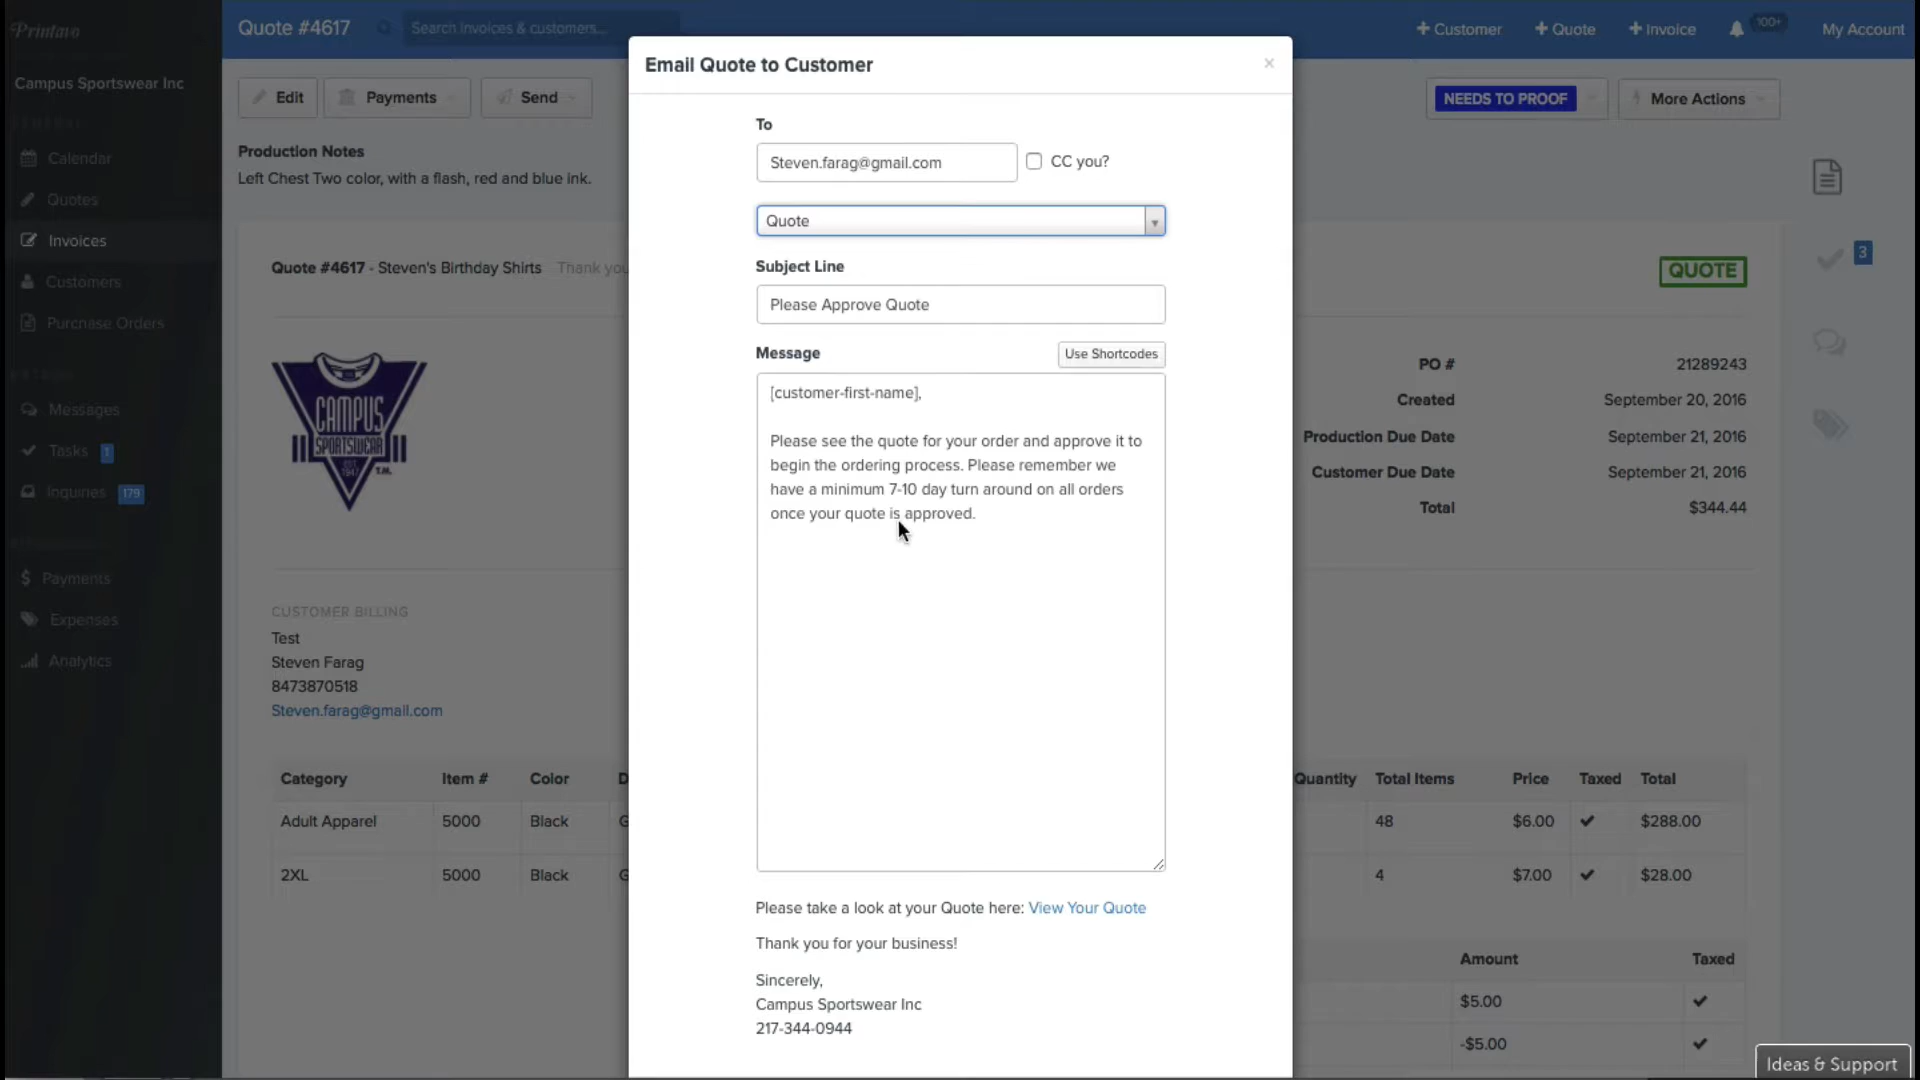 Printavo
Quote #4617
Search invoices & customers...
Customer
Quote
Invoice
100+
My Account
Campus Sportswear Inc
Calendar
Quotes
Invoices
Customers
Purchase Orders
Messages
Tasks 1
Inquiries 179
Payments
Expenses
Analytics
Edit
Payments
Send
NEEDS TO PROOF
More Actions
Production Notes
Left Chest Two color, with a flash, red and blue ink.
Quote #4617 - Steven's Birthday Shirts Thank you
QUOTE
3
CAMPUS
SPORTSWEAR
EST.
1947
T.M.
PO # 21289243
Created September 20, 2016
Production Due Date September 21, 2016
Customer Due Date September 21, 2016
Total $344.44
CUSTOMER BILLING
Test
Steven Farag
8473870518
Steven.farag@gmail.com
Category Item # Color D Quantity Total Items Price Taxed Total
Adult Apparel 5000 Black G 48 $6.00 $288.00
2XL 5000 Black G 4 $7.00 $28.00
Amount Taxed
$5.00
-$5.00
Email Quote to Customer ×
To
Steven.farag@gmail.com CC you?
Quote
Subject Line
Please Approve Quote
Message Use Shortcodes
[customer-first-name],
Please see the quote for your order and approve it to
begin the ordering process. Please remember we
have a minimum 7-10 day turn around on all orders
once your quote is approved.
Please take a look at your Quote here: View Your Quote
Thank you for your business!
Sincerely,
Campus Sportswear Inc
217-344-0944
Ideas & Support